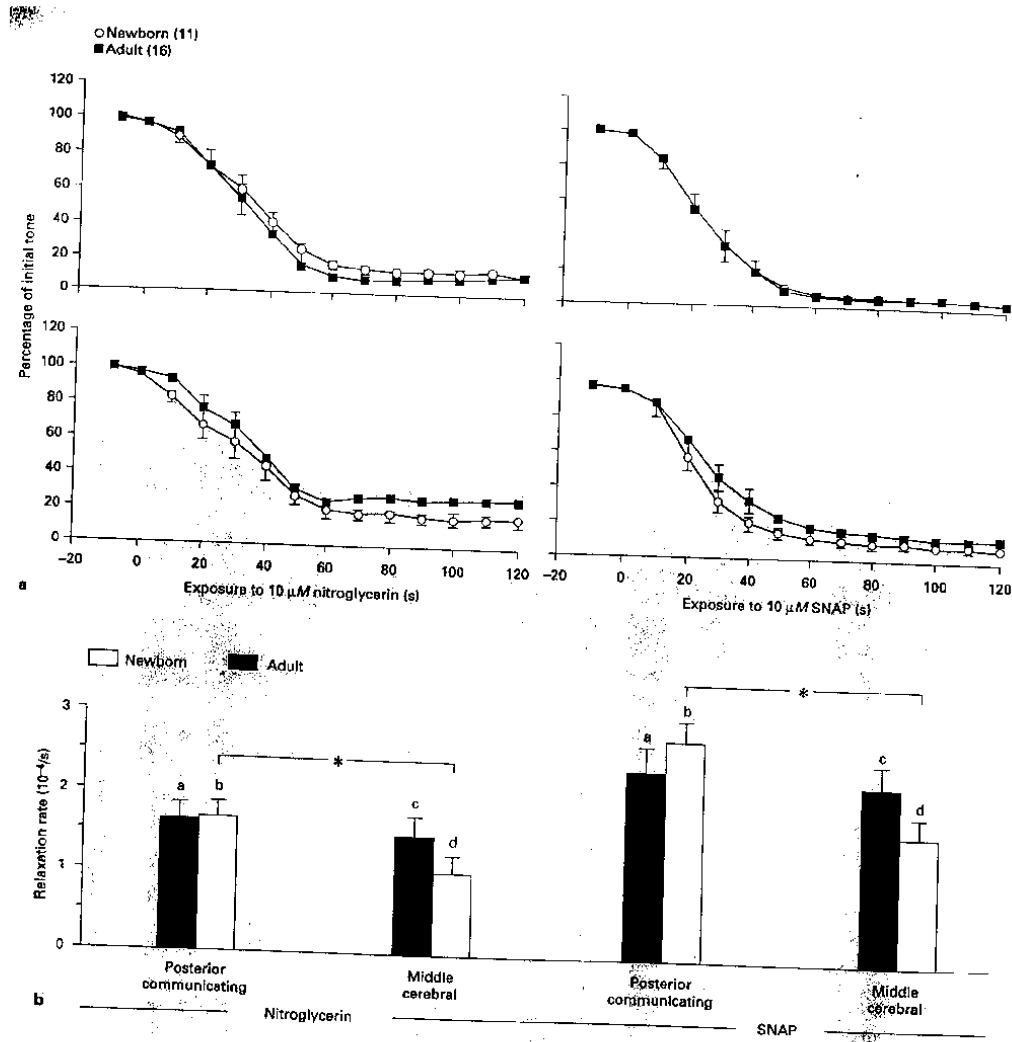 Newborn (11)
Adult (16)
Percentage of initial tone
120
100
80
60
40
20
0
120
100
80
60
40
20
0
-20 0 20 40 60 80 100 120
-20 0 20 40 60 80 100 120
a
Exposure to 10 μM nitroglycerin (s)
Exposure to 10 μM SNAP (s)
Newborn Adult
Relaxation rate (10⁻⁴/s)
3
2
1
0
a b * c d
a b * c d
Posterior communicating
Middle cerebral
Posterior communicating
Middle cerebral
b
Nitroglycerin
SNAP